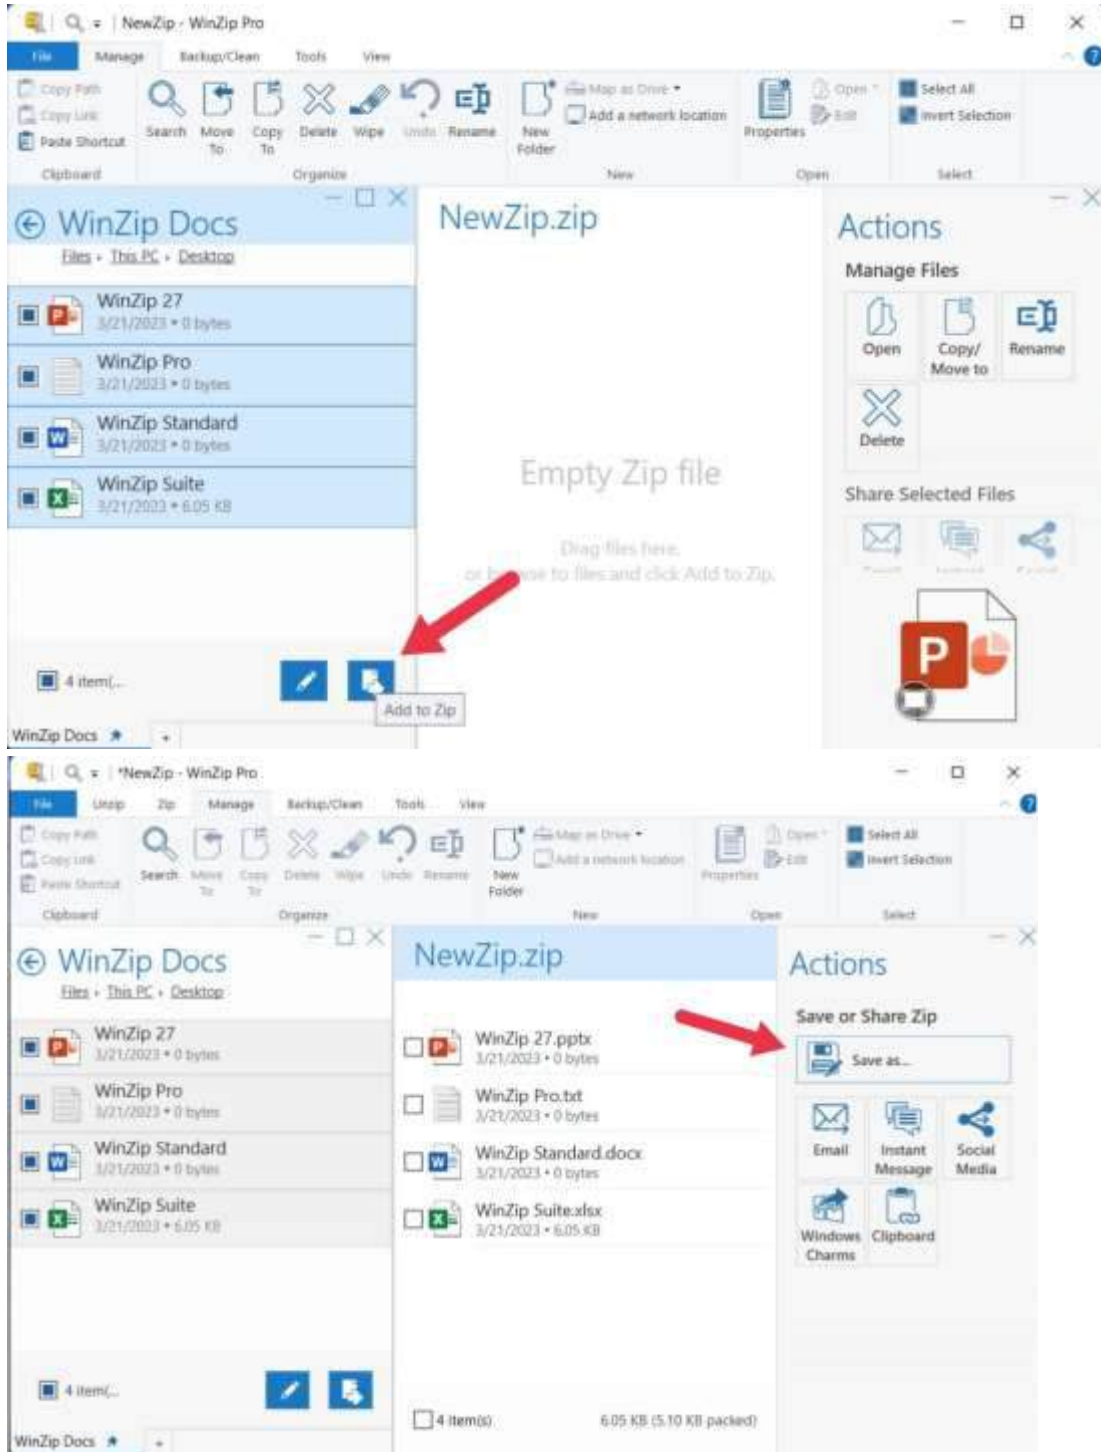 NewZip - WinZip Pro
File Manage Backup/Clean Tools View
Copy Path
Copy Link
Paste Shortcut
Search Move To Copy To Delete Wipe Undo Rename New Folder
Map as Drive
Add a network location
Properties
Open
Edit
Select All
Invert Selection
Clipboard Organize New Open Select
WinZip Docs
Files This PC Desktop
WinZip 27
3/21/2023 • 0 bytes
WinZip Pro
3/21/2023 • 0 bytes
WinZip Standard
3/21/2023 • 0 bytes
WinZip Suite
3/21/2023 • 6.05 KB
4 item(...
Add to Zip
WinZip Docs +
NewZip.zip
Empty Zip file
Drag files here,
or to files and click Add to Zip.
Actions
Manage Files
Open Copy/ Move to Rename
Delete
Share Selected Files
P
*NewZip - WinZip Pro
File Unzip Zip Manage Backup/Clean Tools View
Copy Path
Copy Link
Paste Shortcut
Search Move To Copy To Delete Wipe Undo Rename New Folder
Map as Drive
Add a network location
Properties
Open
Edit
Select All
Invert Selection
Clipboard Organize New Open Select
WinZip Docs
Files This PC Desktop
WinZip 27
3/21/2023 • 0 bytes
WinZip Pro
3/21/2023 • 0 bytes
WinZip Standard
3/21/2023 • 0 bytes
WinZip Suite
3/21/2023 • 6.05 KB
4 item(...
WinZip Docs +
NewZip.zip
WinZip 27.pptx
3/21/2023 • 0 bytes
WinZip Pro.txt
3/21/2023 • 0 bytes
WinZip Standard.docx
3/21/2023 • 0 bytes
WinZip Suite.xlsx
3/21/2023 • 6.05 KB
4 item(s) 6.05 KB (5.10 KB packed)
Actions
Save or Share Zip
Save as...
Email Instant Message Social Media
Windows Charms Clipboard